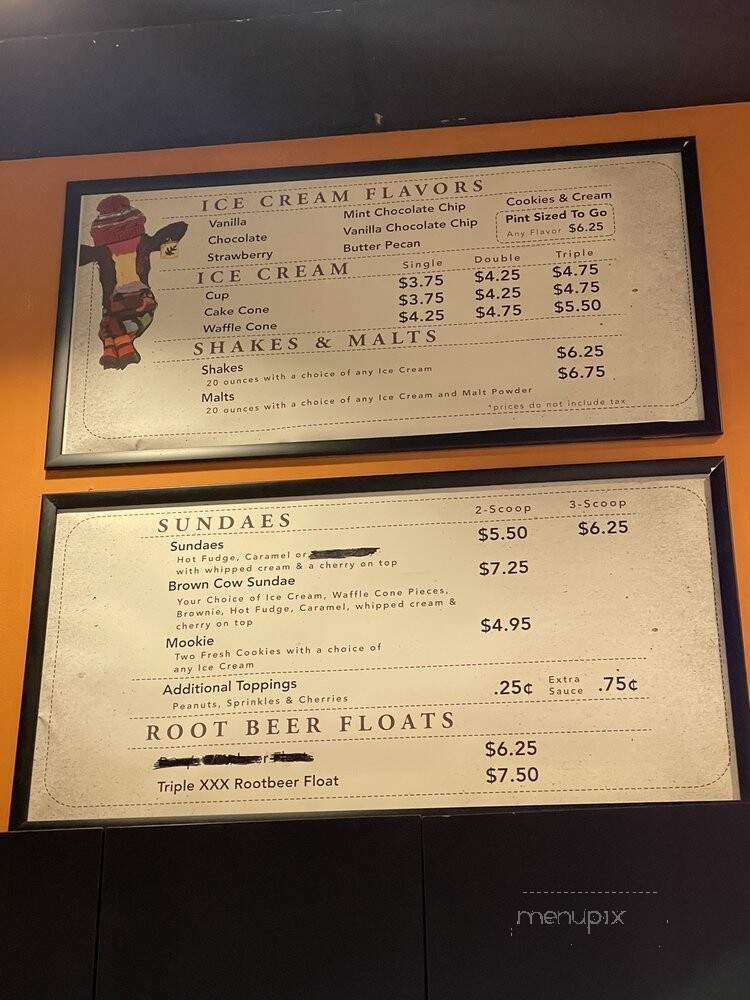 ICE CREAM FLAVORS
Vanilla Mint Chocolate Chip Cookies & Cream
Chocolate Vanilla Chocolate Chip Pint Sized To Go
Strawberry Butter Pecan Any Flavor $6.25
ICE CREAM Single Double Triple
Cup $3.75 $4.25 $4.75
Cake Cone $3.75 $4.25 $4.75
Waffle Cone $4.25 $4.75 $5.50
SHAKES & MALTS
Shakes $6.25
20 ounces with a choice of any Ice Cream
Malts $6.75
20 ounces with a choice of any Ice Cream and Malt Powder
*prices do not include tax
SUNDAES 2-Scoop 3-Scoop
Sundaes $5.50 $6.25
Hot Fudge, Caramel or
with whipped cream & a cherry on top
Brown Cow Sundae $7.25
Your Choice of Ice Cream, Waffle Cone Pieces,
Brownie, Hot Fudge, Caramel, whipped cream &
cherry on top
Mookie $4.95
Two Fresh Cookies with a choice of
any Ice Cream
Additional Toppings .25¢ Extra Sauce .75¢
Peanuts, Sprinkles & Cherries
ROOT BEER FLOATS
$6.25
Triple XXX Rootbeer Float $7.50
menupix